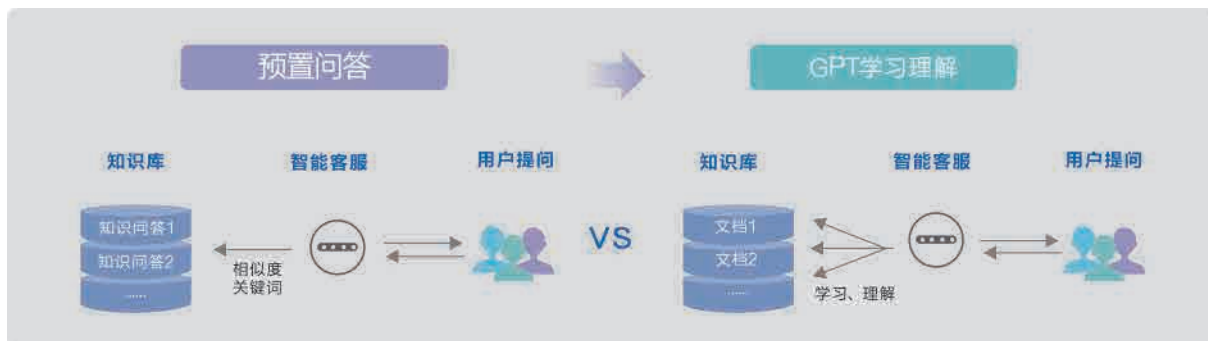 预置问答
GPT学习理解
知识库
智能客服
用户提问
知识问答1
知识问答2
......
相似度
关键词
VS
知识库
智能客服
用户提问
文档1
文档2
......
学习、理解